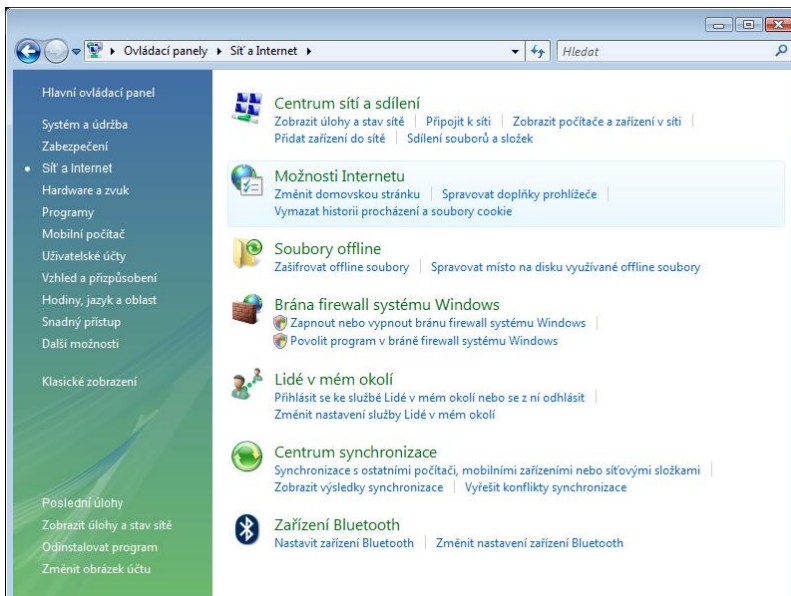 Ovládací panely Síť a Internet
Hledat
Hlavní ovládací panel
Systém a údržba
Zabezpečení
Síť a Internet
Hardware a zvuk
Programy
Mobilní počítač
Uživatelské účty
Vzhled a přizpůsobení
Hodiny, jazyk a oblast
Snadný přístup
Další možnosti
Klasické zobrazení
Poslední úlohy
Zobrazit úlohy a stav sítě
Odinstalovat program
Změnit obrázek účtu
Centrum sítí a sdílení
Zobrazit úlohy a stav sítě Připojit k síti Zobrazit počítače a zařízení v síti
Přidat zařízení do sítě Sdílení souborů a složek
Možnosti Internetu
Změnit domovskou stránku Spravovat doplňky prohlížeče
Vymazat historii procházení a soubory cookie
Soubory offline
Zašifrovat offline soubory Spravovat místo na disku využívané offline soubory
Brána firewall systému Windows
Zapnout nebo vypnout bránu firewall systému Windows
Povolit program v bráně firewall systému Windows
Lidé v mém okolí
Přihlásit se ke službě Lidé v mém okolí nebo se z ní odhlásit
Změnit nastavení služby Lidé v mém okolí
Centrum synchronizace
Synchronizace s ostatními počítači, mobilními zařízeními nebo síťovými složkami
Zobrazit výsledky synchronizace Vyřešit konflikty synchronizace
Zařízení Bluetooth
Nastavit zařízení Bluetooth Změnit nastavení zařízení Bluetooth